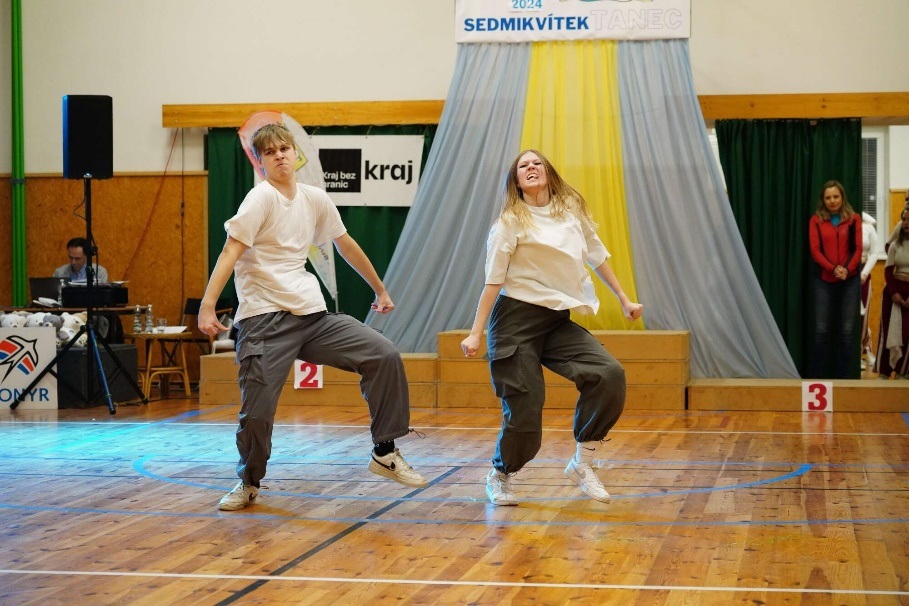 2024
SEDMIKVÍTEK TANEC
Kraj bez
hranic
kraj
2
3
ONYR